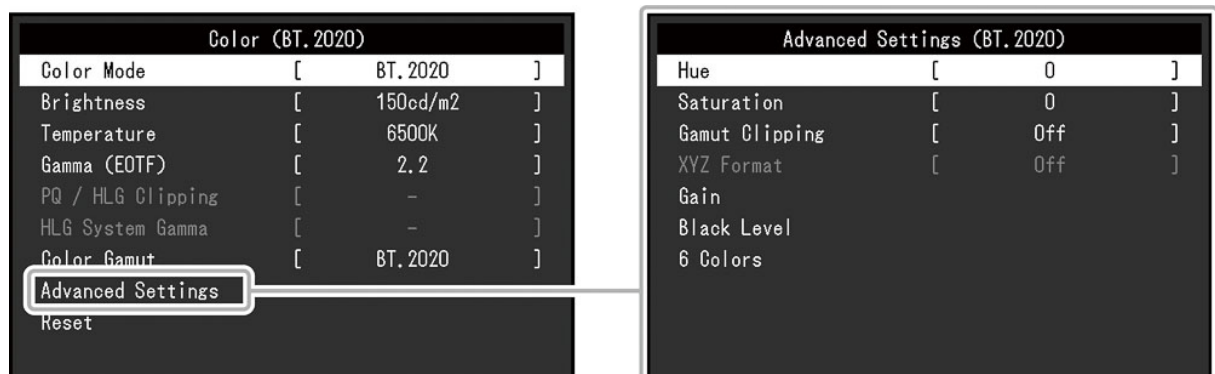 Color (BT.2020)
Color Mode [ BT.2020 ]
Brightness [ 150cd/m2 ]
Temperature [ 6500K ]
Gamma (EOTF) [ 2.2 ]
PQ / HLG Clipping [ - ]
HLG System Gamma [ - ]
Color Gamut [ BT.2020 ]
Advanced Settings
Reset
Advanced Settings (BT.2020)
Hue [ 0 ]
Saturation [ 0 ]
Gamut Clipping [ Off ]
XYZ Format [ Off ]
Gain
Black Level
6 Colors